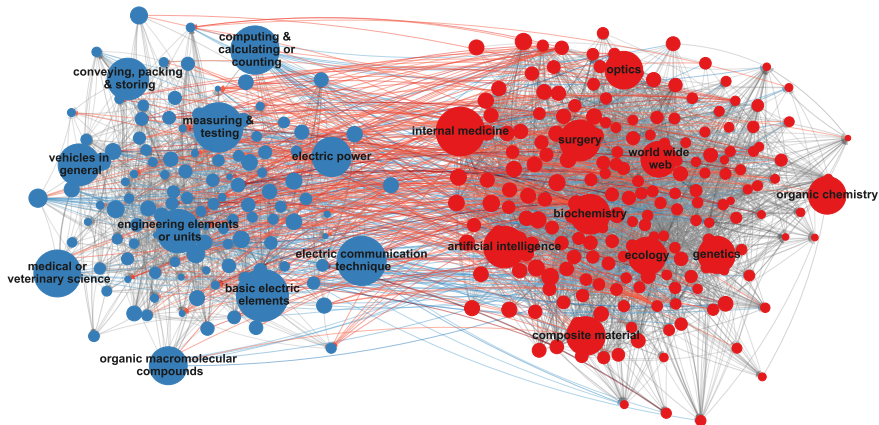 computing &
calculating or
counting
conveying, packing
& storing
measuring &
testing
electric power
vehicles in
general
engineering elements
or units
medical or
veterinary science
electric communication
technique
basic electric
elements
organic macromolecular
compounds
optics
internal medicine
surgery
world wide
web
organic chemistry
biochemistry
artificial intelligence
ecology
genetics
composite material